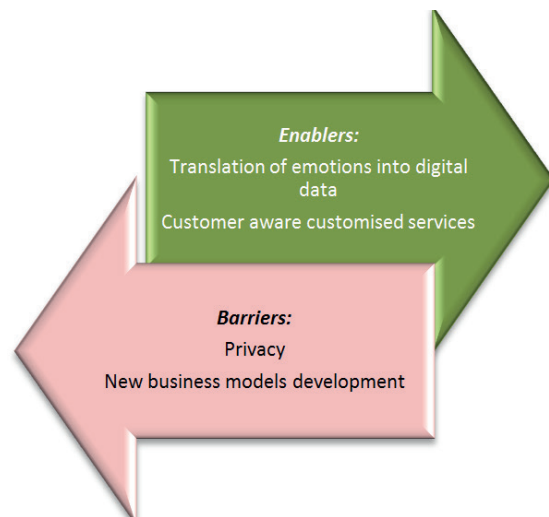 Enablers:
Translation of emotions into digital
data
Customer aware customised services
Barriers:
Privacy
New business models development